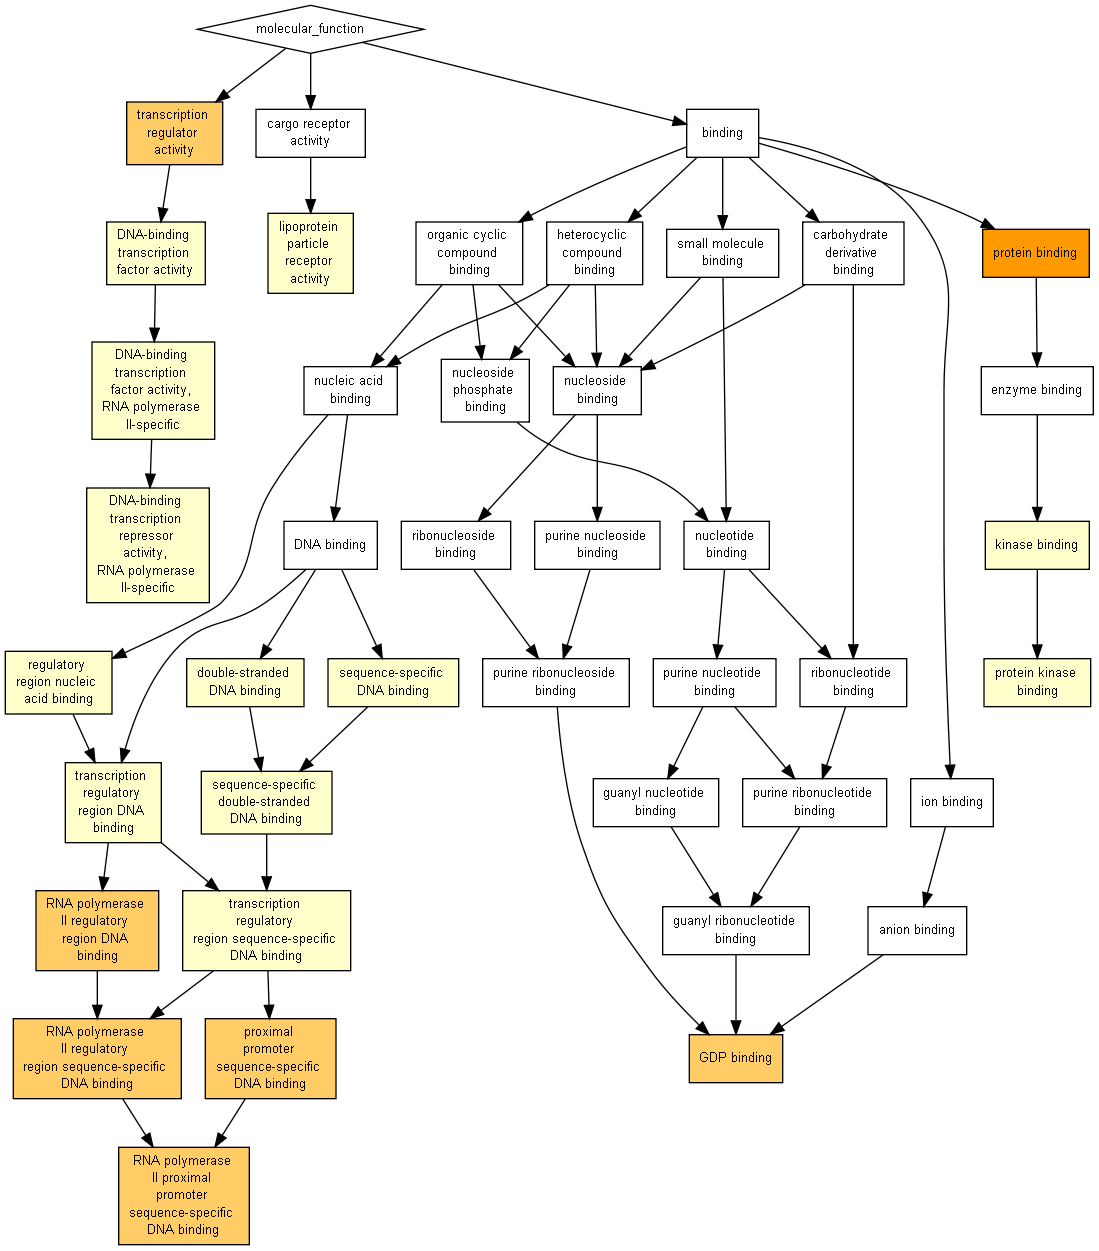 molecular_function
transcription
regulator
activity
cargo receptor
activity
binding
DNA-binding
transcription
factor activity
lipoprotein
particle
receptor
activity
organic cyclic
compound
binding
heterocyclic
compound
binding
small molecule
binding
carbohydrate
derivative
binding
protein binding
DNA-binding
transcription
factor activity,
RNA polymerase
II-specific
nucleic acid
binding
nucleoside
phosphate
binding
nucleoside
binding
enzyme binding
DNA-binding
transcription
repressor
activity,
RNA polymerase
II-specific
DNA binding
ribonucleoside
binding
purine nucleoside
binding
nucleotide
binding
kinase binding
regulatory
region nucleic
acid binding
double-stranded
DNA binding
sequence-specific
DNA binding
purine ribonucleoside
binding
purine nucleotide
binding
ribonucleotide
binding
protein kinase
binding
transcription
regulatory
region DNA
binding
sequence-specific
double-stranded
DNA binding
guanyl nucleotide
binding
purine ribonucleotide
binding
ion binding
RNA polymerase
II regulatory
region DNA
binding
transcription
regulatory
region sequence-specific
DNA binding
guanyl ribonucleotide
binding
anion binding
RNA polymerase
II regulatory
region sequence-specific
DNA binding
proximal
promoter
sequence-specific
DNA binding
GDP binding
RNA polymerase
II proximal
promoter
sequence-specific
DNA binding